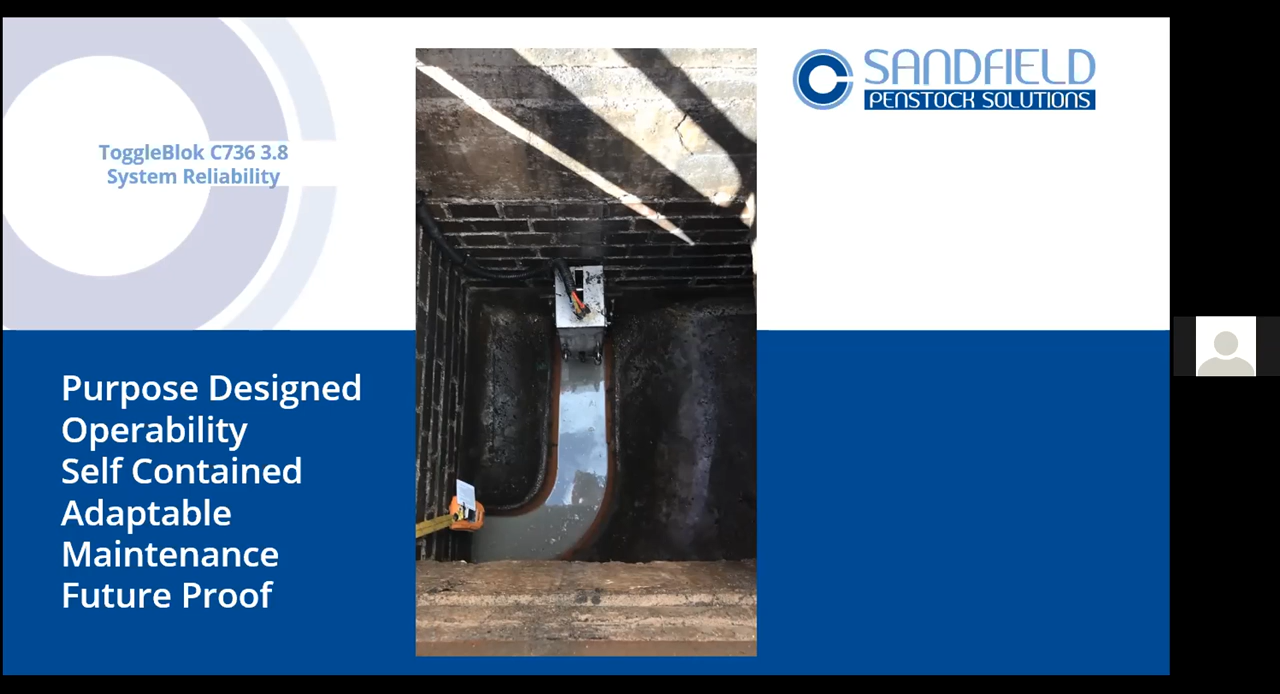 ToggleBlok C736 3.8
System Reliability
SANDFIELD
PENSTOCK SOLUTIONS
Purpose Designed
Operability
Self Contained
Adaptable
Maintenance
Future Proof